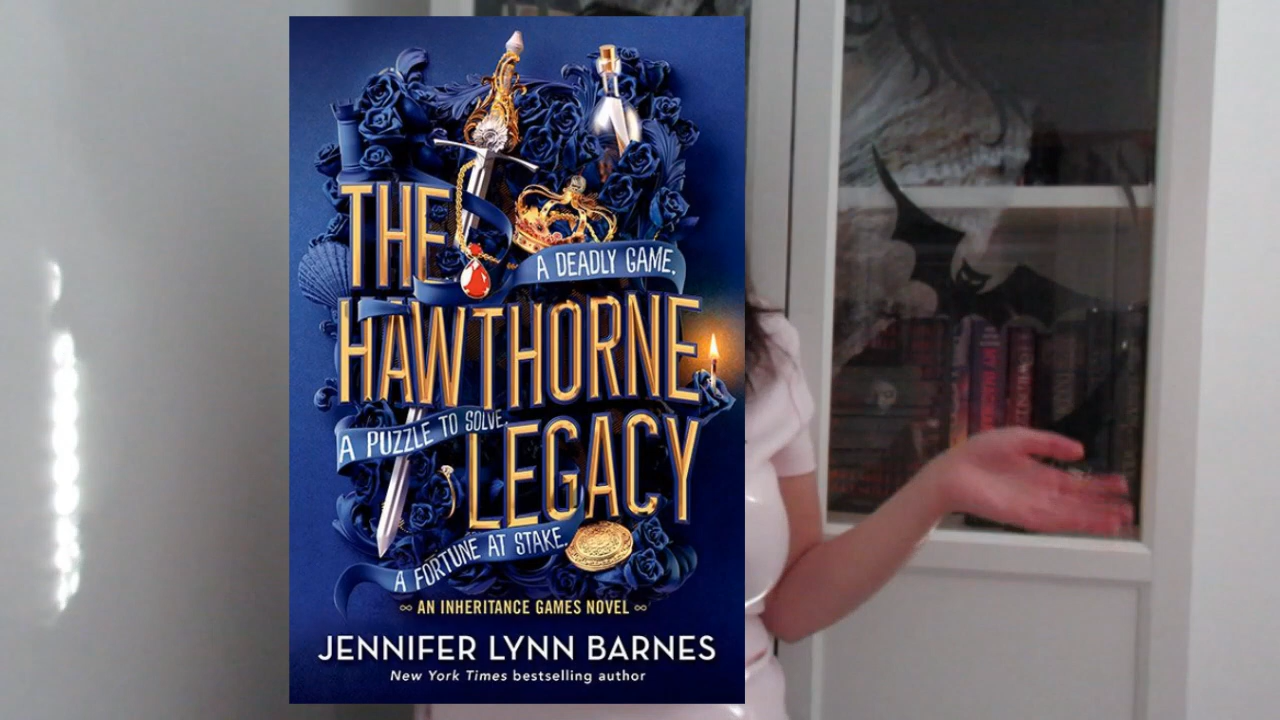 THE
A DEADLY GAME.
HAWTHORNE
A PUZZLE TO SOLVE.
LEGACY
A FORTUNE AT STAKE.
∞ AN INHERITANCE GAMES NOVEL ∞
JENNIFER LYNN BARNES
New York Times bestselling author